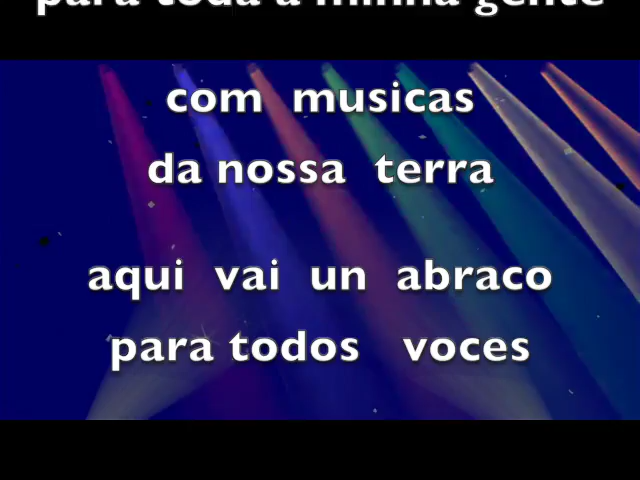 para toda a minha gente
com musicas
da nossa terra
aqui vai un abraco
para todos voces